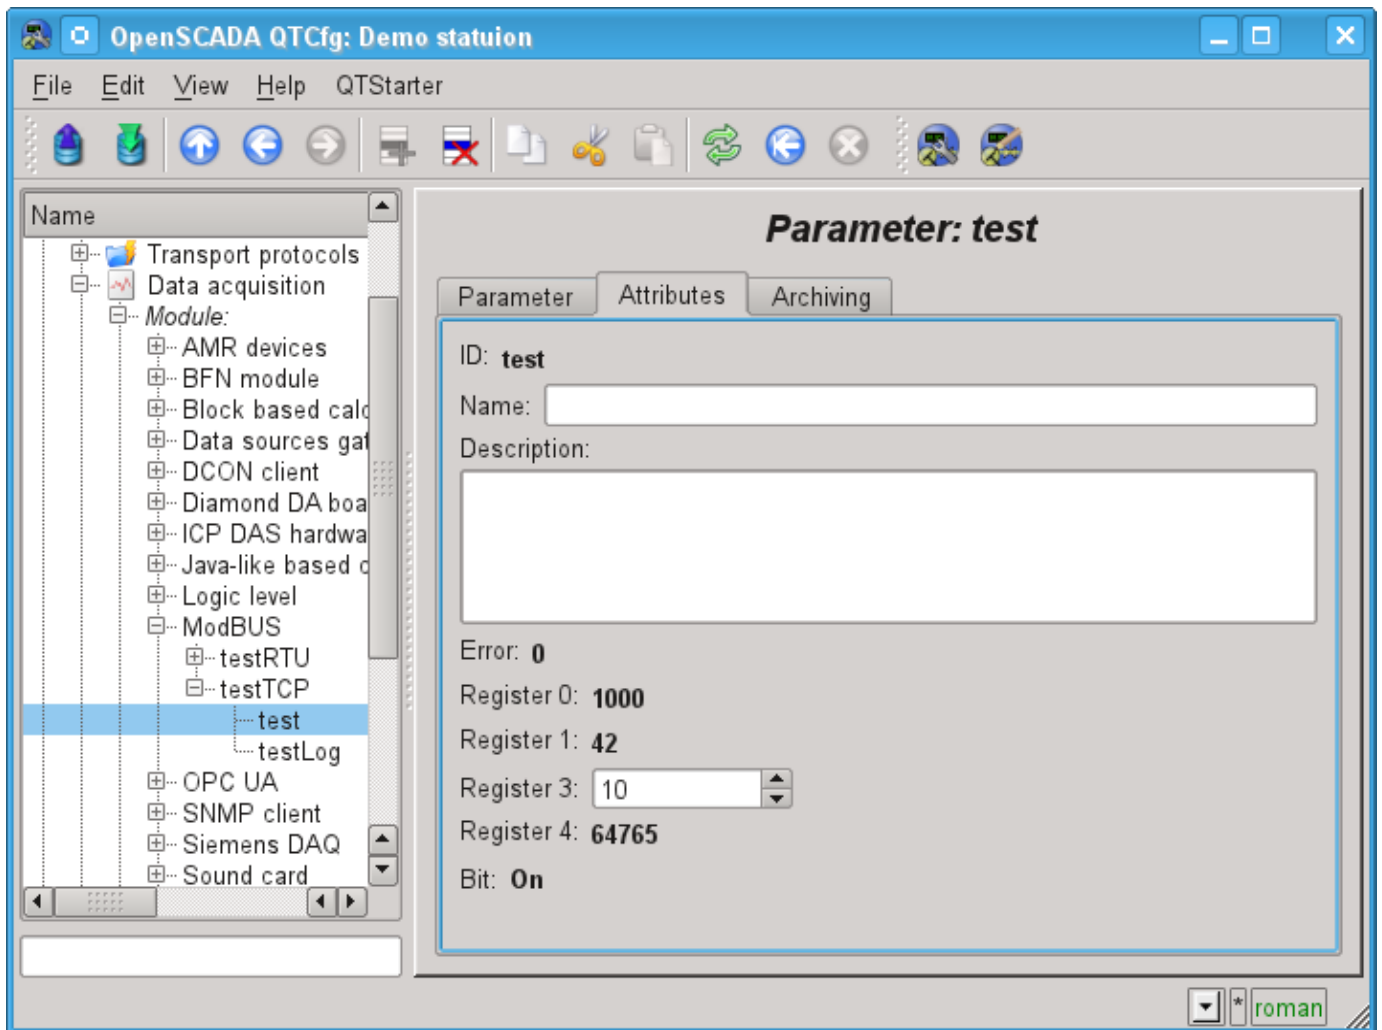 OpenSCADA QTCfg: Demo statuion
File Edit View Help QTStarter
Name
Transport protocols
Data acquisition
Module:
AMR devices
BFN module
Block based calc
Data sources gat
DCON client
Diamond DA boa
ICP DAS hardwa
Java-like based c
Logic level
ModBUS
testRTU
testTCP
test
testLog
OPC UA
SNMP client
Siemens DAQ
Sound card
Parameter: test
Parameter Attributes Archiving
ID: test
Name:
Description:
Error: 0
Register 0: 1000
Register 1: 42
Register 3: 10
Register 4: 64765
Bit: On
* roman